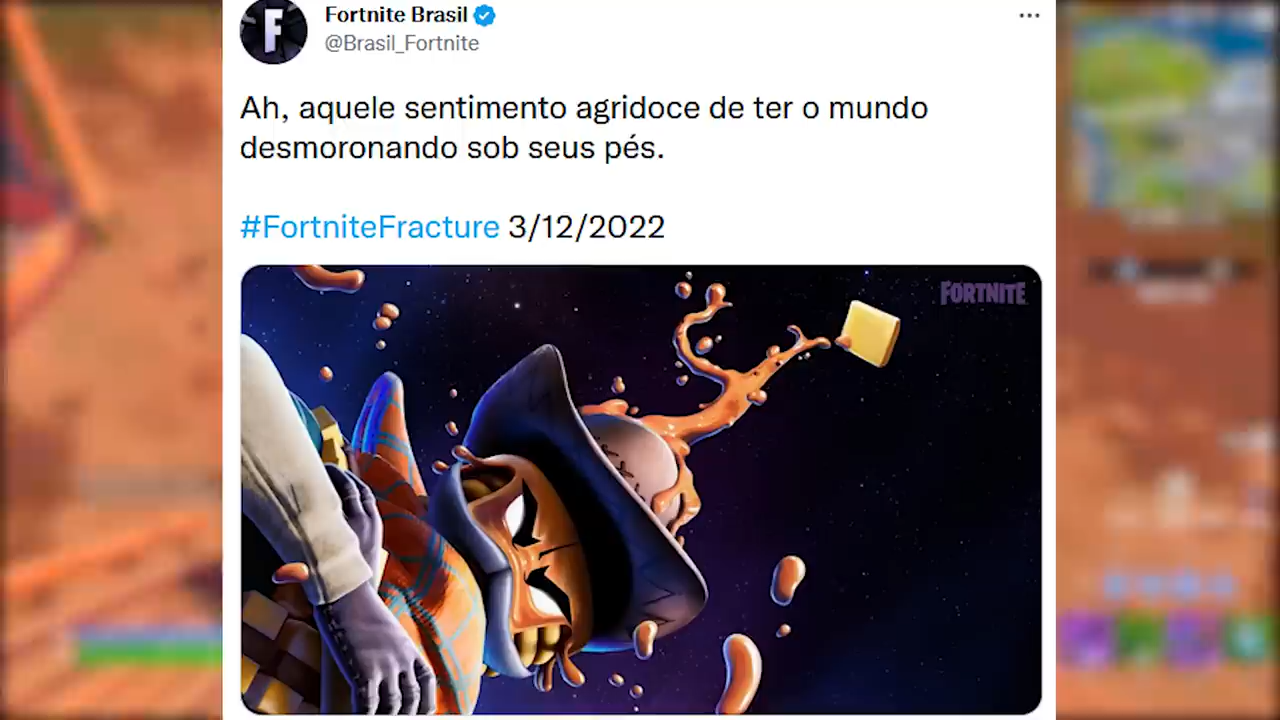 Fortnite Brasil
@Brasil_Fortnite
Ah, aquele sentimento agridoce de ter o mundo
desmoronando sob seus pés.
#FortniteFracture 3/12/2022
FORTNITE